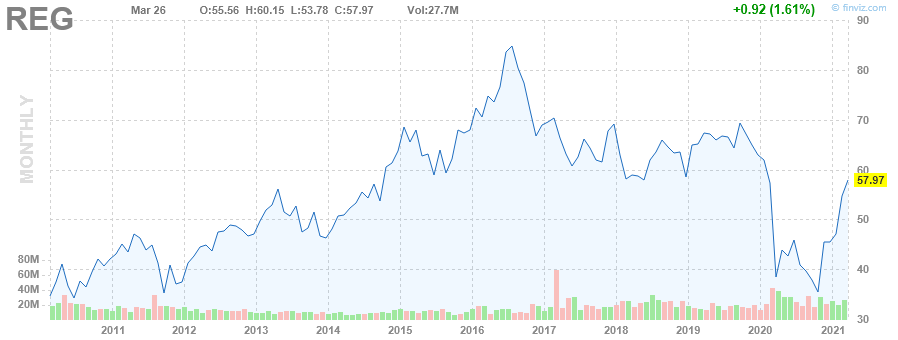 REG Mar 26 O:55.56 H:60.15 L:53.78 C:57.97 Vol:27.7M +0.92 (1.61%) © finviz.com
MONTHLY
90
80
70
60
57.97
50
40
30
80M
60M
40M
20M
2011 2012 2013 2014 2015 2016 2017 2018 2019 2020 2021